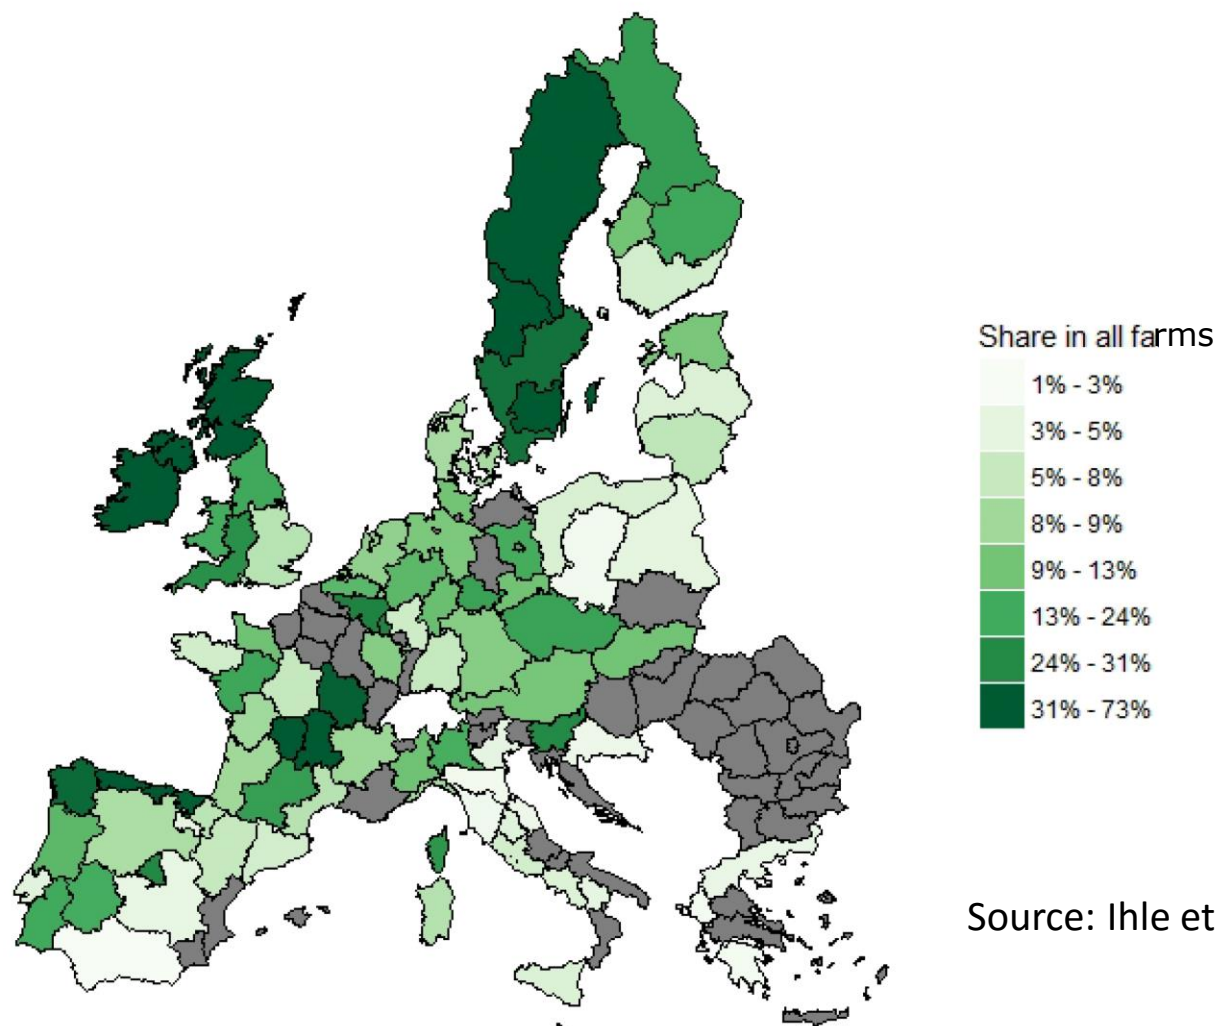 Share in all farms
1% - 3%
3% - 5%
5% - 8%
8% - 9%
9% - 13%
13% - 24%
24% - 31%
31% - 73%
Source: Ihle et